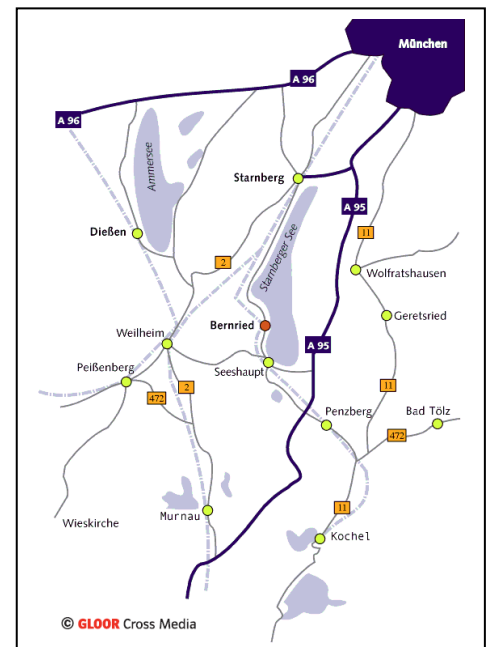 München
A 96
A 96
Ammersee
Starnberg
A 95
Dießen
11
2
Starnberger See
Wolfratshausen
Geretsried
Bernried
Weilheim
A 95
Seeshaupt
Peißenberg
2
11
472
Penzberg
Bad Tölz
472
11
Murnau
Wieskirche
Kochel
© GLOOR Cross Media